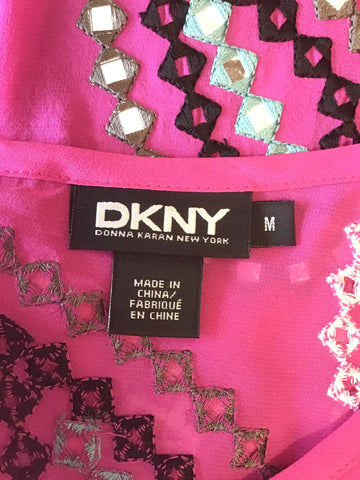 DKNY
DONNA KARAN NEW YORK
M
MADE IN
CHINA/
FABRIQUÉ
EN CHINE